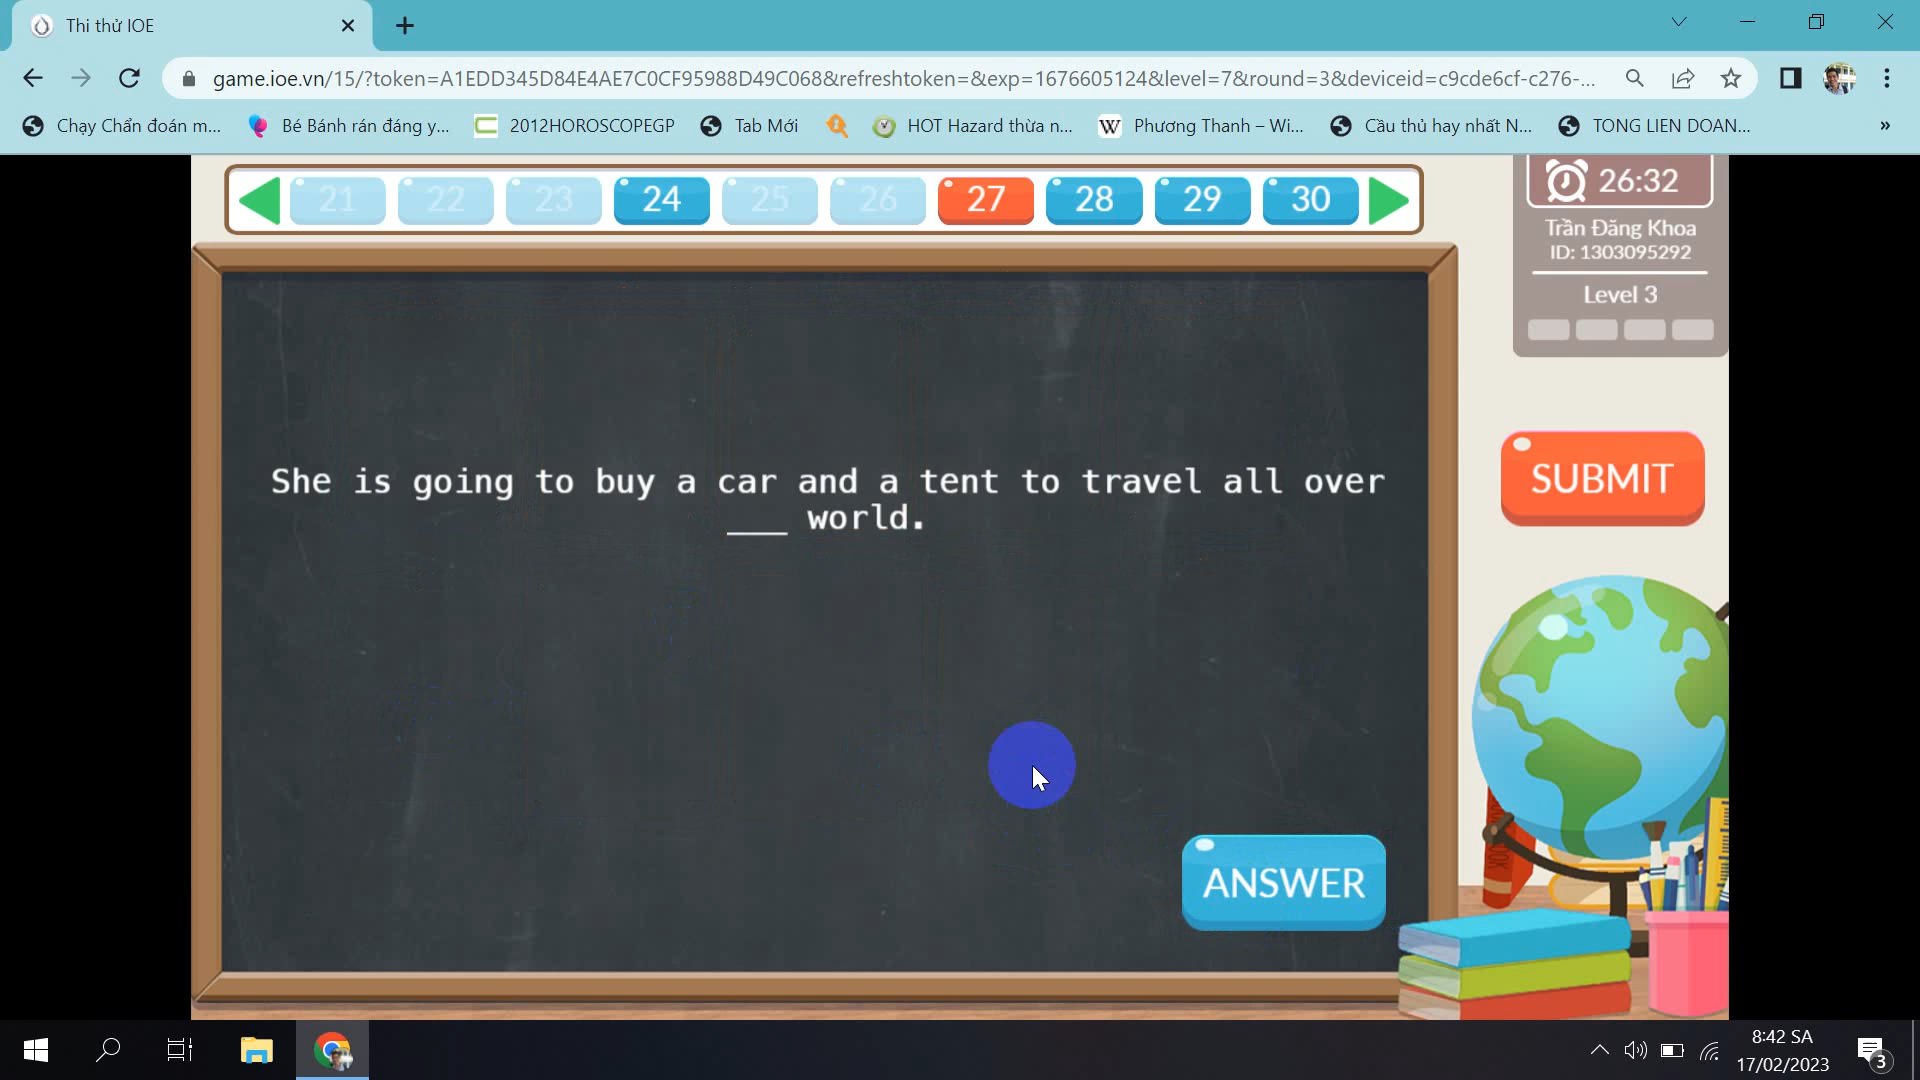 Thi thử IOE
game.ioe.vn/15/?token=A1EDD345D84E4AE7C0CF95988D49C068&refreshtoken=&exp=1676605124&level=7&round=3&deviceid=c9cde6cf-c276-...
Chạy Chẩn đoán m... Bé Bánh rán đáng y... 2012HOROSCOPEGP Tab Mới HOT Hazard thừa n... W Phương Thanh – Wi... Cầu thủ hay nhất N... TONG LIEN DOAN... »
21 22 23 24 25 26 27 28 29 30
26:32
Trần Đăng Khoa
ID: 1303095292
Level 3
She is going to buy a car and a tent to travel all over
___ world.
SUBMIT
ANSWER
8:42 SA
17/02/2023
3